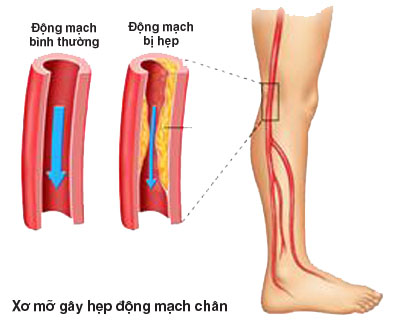 Động mạch
bình thường
Động mạch
bị hẹp
Xơ mỡ gây hẹp động mạch chân